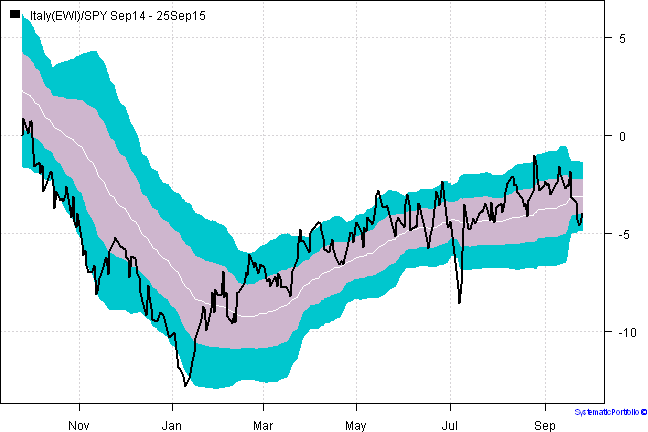 Italy(EWI)/SPY Sep14 - 25Sep15
5
0
-5
-10
Nov Jan Mar May Jul Sep
SystematicPortfolio ©